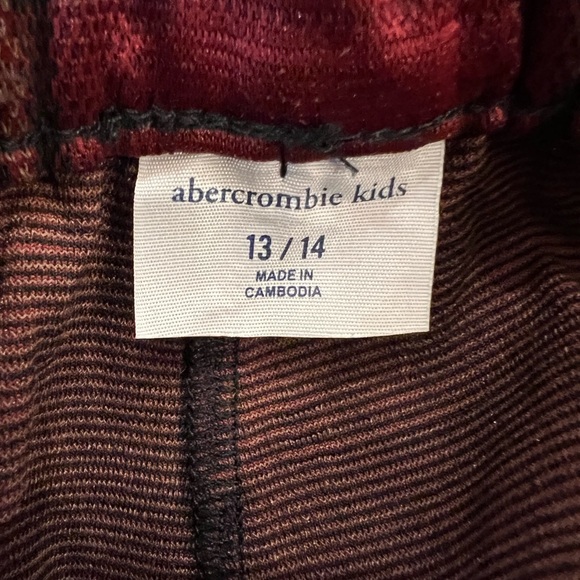 abercrombie kids
13 / 14
MADE IN
CAMBODIA